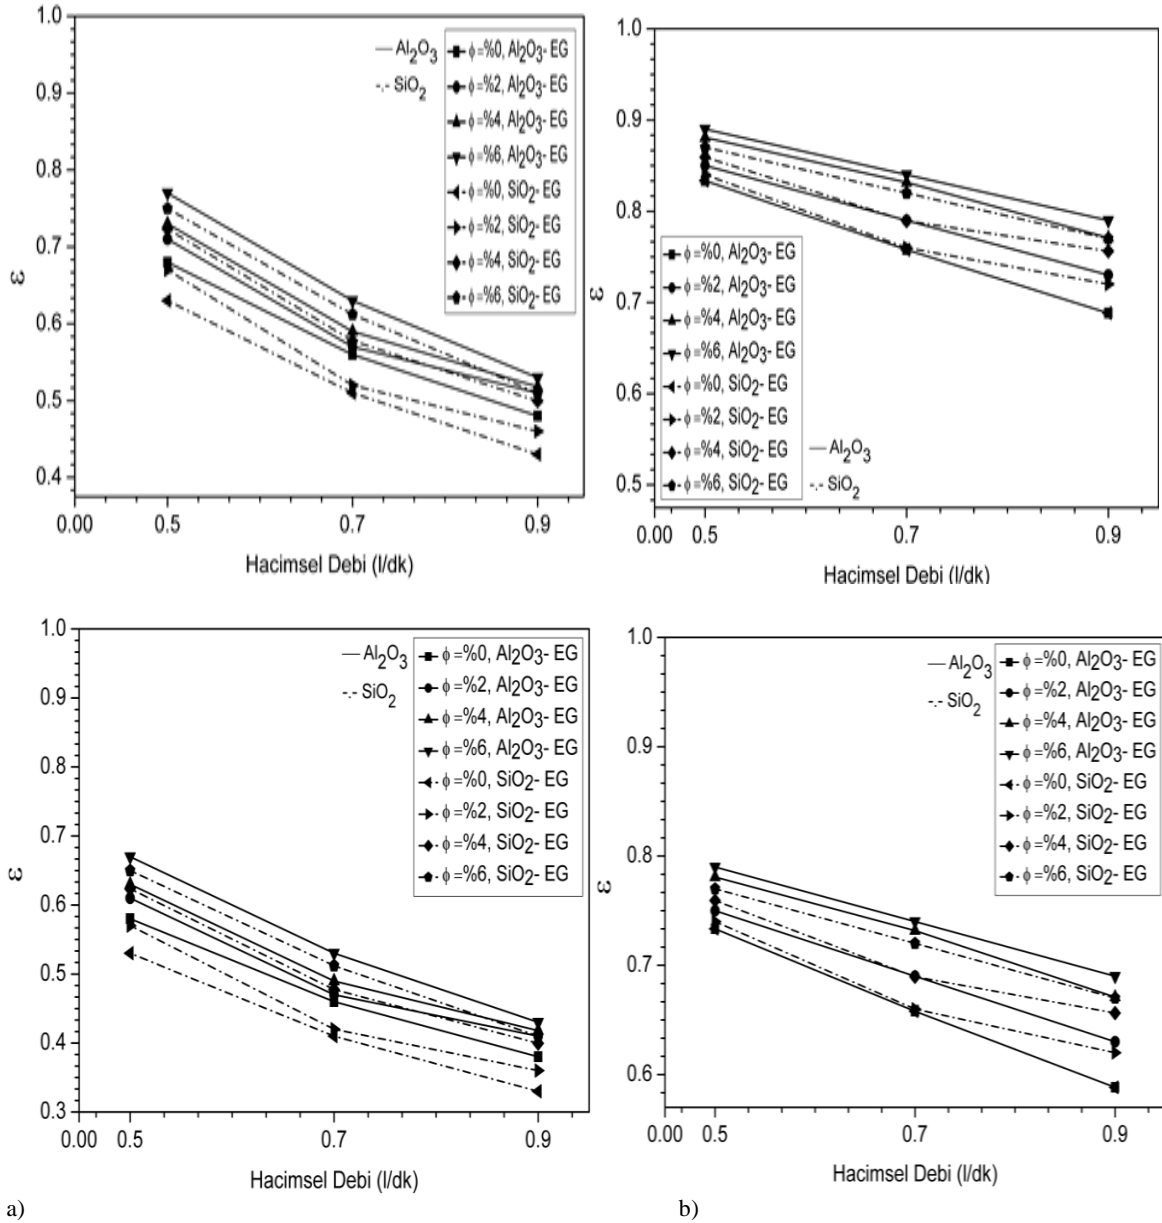 1.0
0.9
0.8
0.7
0.6
0.5
0.4
ε
Al2O3
SiO2
ϕ=%0, Al2O3- EG
ϕ=%2, Al2O3- EG
ϕ=%4, Al2O3- EG
ϕ=%6, Al2O3- EG
ϕ=%0, SiO2- EG
ϕ=%2, SiO2- EG
ϕ=%4, SiO2- EG
ϕ=%6, SiO2- EG
0.00 0.5 0.7 0.9
Hacimsel Debi (l/dk)
1.0
0.9
0.8
0.7
0.6
0.5
ε
ϕ=%0, Al2O3- EG
ϕ=%2, Al2O3- EG
ϕ=%4, Al2O3- EG
ϕ=%6, Al2O3- EG
ϕ=%0, SiO2- EG
ϕ=%2, SiO2- EG
ϕ=%4, SiO2- EG
ϕ=%6, SiO2- EG
Al2O3
SiO2
0.00 0.5 0.7 0.9
Hacimsel Debi (l/dk)
1.0
0.9
0.8
0.7
0.6
0.5
0.4
0.3
ε
Al2O3
SiO2
ϕ=%0, Al2O3- EG
ϕ=%2, Al2O3- EG
ϕ=%4, Al2O3- EG
ϕ=%6, Al2O3- EG
ϕ=%0, SiO2- EG
ϕ=%2, SiO2- EG
ϕ=%4, SiO2- EG
ϕ=%6, SiO2- EG
0.00 0.5 0.7 0.9
Hacimsel Debi (l/dk)
1.0
0.9
0.8
0.7
0.6
ε
Al2O3
SiO2
ϕ=%0, Al2O3- EG
ϕ=%2, Al2O3- EG
ϕ=%4, Al2O3- EG
ϕ=%6, Al2O3- EG
ϕ=%0, SiO2- EG
ϕ=%2, SiO2- EG
ϕ=%4, SiO2- EG
ϕ=%6, SiO2- EG
0.00 0.5 0.7 0.9
Hacimsel Debi (l/dk)
a) b)